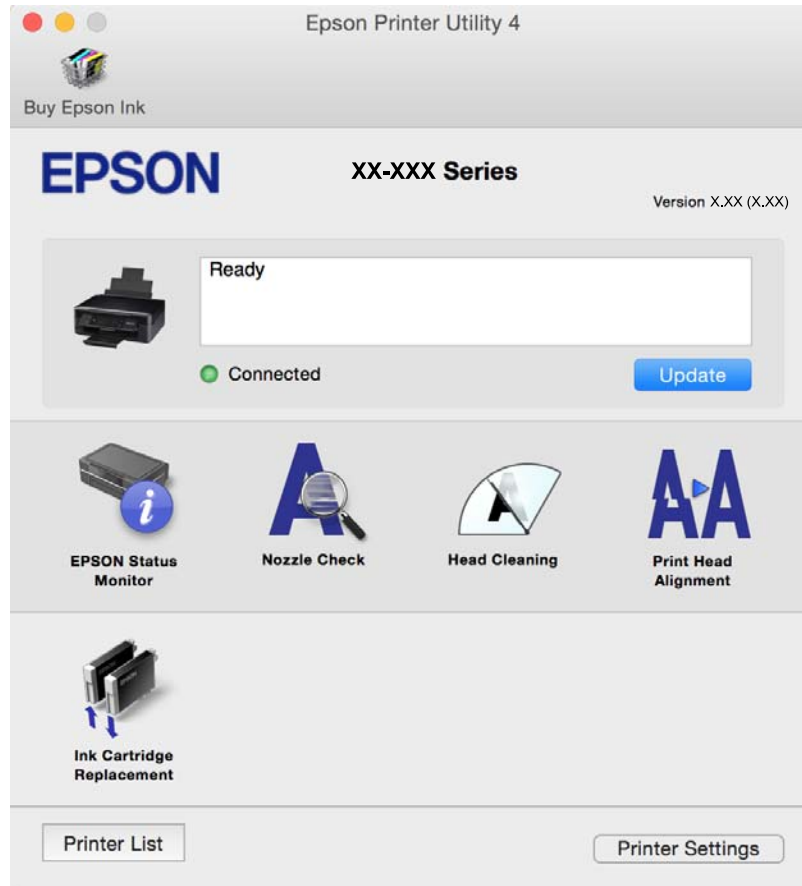 Epson Printer Utility 4
Buy Epson Ink
EPSON
XX-XXX Series
Version X.XX (X.XX)
Ready
Connected
Update
EPSON Status
Monitor
Nozzle Check
Head Cleaning
Print Head
Alignment
Ink Cartridge
Replacement
Printer List
Printer Settings